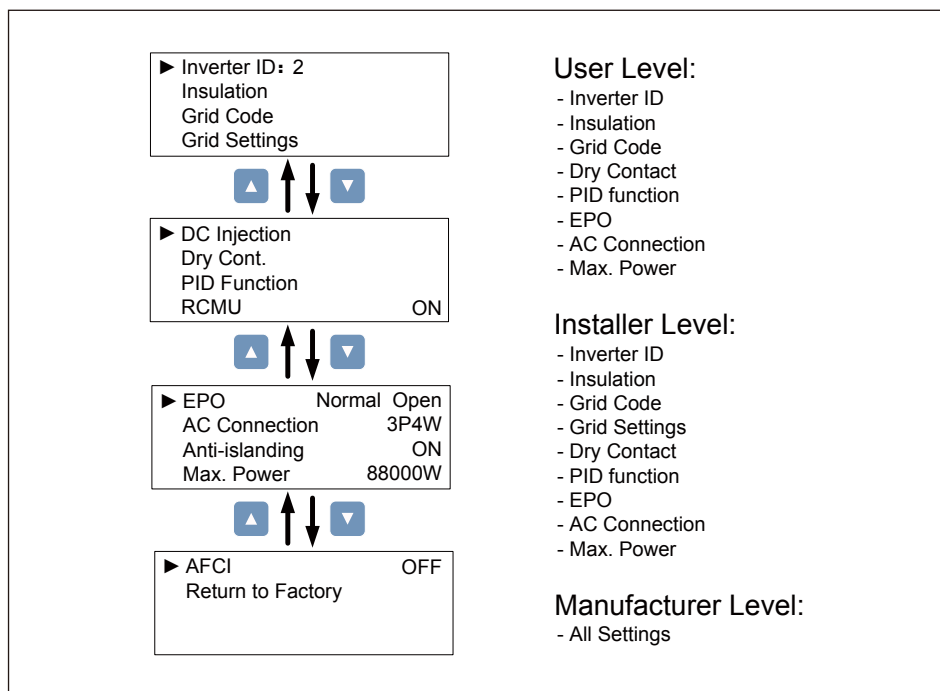 ► Inverter ID：2
Insulation
Grid Code
Grid Settings
▲ ▼
► DC Injection
Dry Cont.
PID Function
RCMU ON
▲ ▼
► EPO Normal Open
AC Connection 3P4W
Anti-islanding ON
Max. Power 88000W
▲ ▼
► AFCI OFF
Return to Factory
User Level:
- Inverter ID
- Insulation
- Grid Code
- Dry Contact
- PID function
- EPO
- AC Connection
- Max. Power
Installer Level:
- Inverter ID
- Insulation
- Grid Code
- Grid Settings
- Dry Contact
- PID function
- EPO
- AC Connection
- Max. Power
Manufacturer Level:
- All Settings